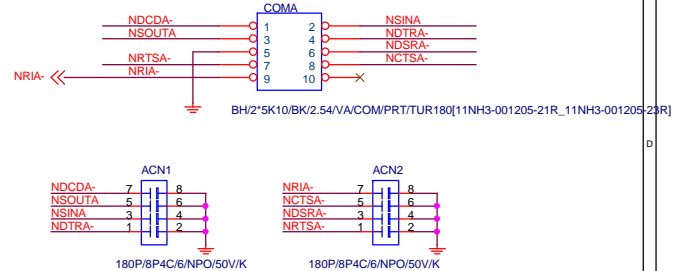 COMA
NDCDA- 1 2 NSINA
NSOUTA 3 4 NDTRA-
5 6 NDSRA-
NRTSA- 7 8 NCTSA-
NRIA- NRIA- 9 10
BH/2*5K10/BK/2.54/VA/COM/PRT/TUR180[11NH3-001205-21R_11NH3-001205-23R]
D
ACN1
NDCDA- 7 8
NSOUTA 5 6
NSINA 3 4
NDTRA- 1 2
180P/8P4C/6/NPO/50V/K
ACN2
NRIA- 7 8
NCTSA- 5 6
NDSRA- 3 4
NRTSA- 1 2
180P/8P4C/6/NPO/50V/K